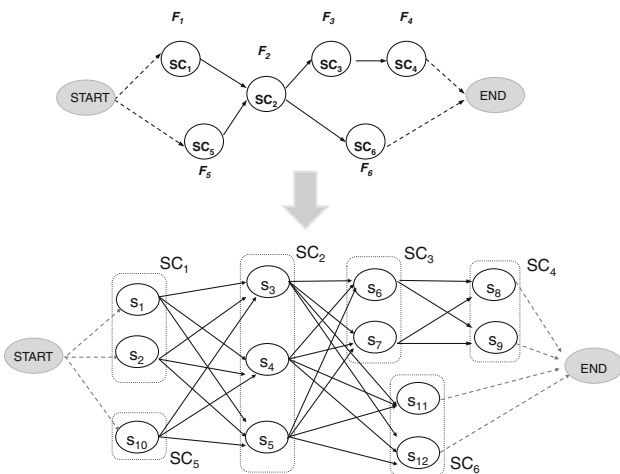 F₁ F₃ F₄
F₂
SC₁ SC₃ SC₄
START SC₂ END
SC₅ SC₆
F₅ F₆
SC₁ SC₂ SC₃ SC₄
s₁ s₃ s₆ s₈
s₂ s₄ s₇ s₉
START END
s₁₀ s₅ s₁₁
s₁₂
SC₅ SC₆